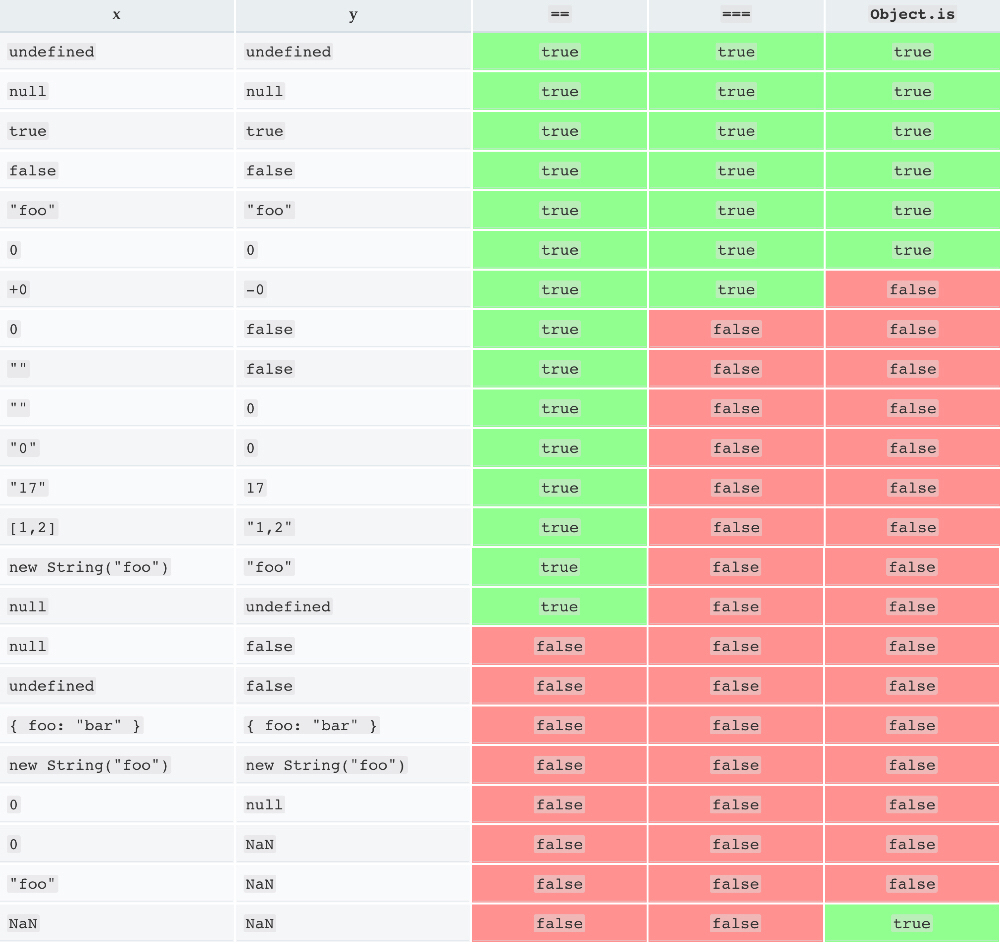 x y == === Object.is
undefined undefined true true true
null null true true true
true true true true true
false false true true true
"foo" "foo" true true true
0 0 true true true
+0 -0 true true false
0 false true false false
"" false true false false
"" 0 true false false
"0" 0 true false false
"17" 17 true false false
[1,2] "1,2" true false false
new String("foo") "foo" true false false
null undefined true false false
null false false false false
undefined false false false false
{ foo: "bar" } { foo: "bar" } false false false
new String("foo") new String("foo") false false false
0 null false false false
0 NaN false false false
"foo" NaN false false false
NaN NaN false false true